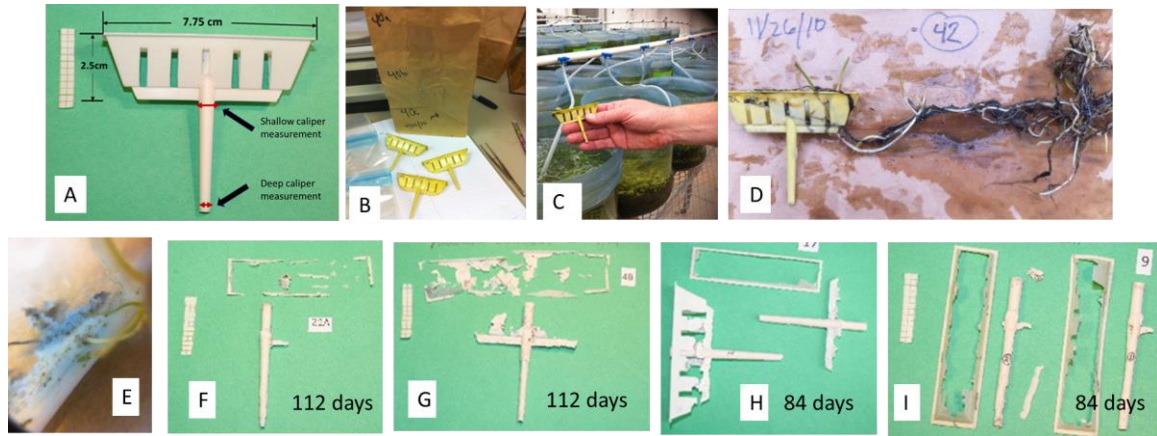 7.75 cm
2.5cm
Shallow caliper
measurement
Deep caliper
measurement
A
B
C
11/26/10
42
D
E
22A
F
112 days
4B
G
112 days
17
H
84 days
9
I
84 days